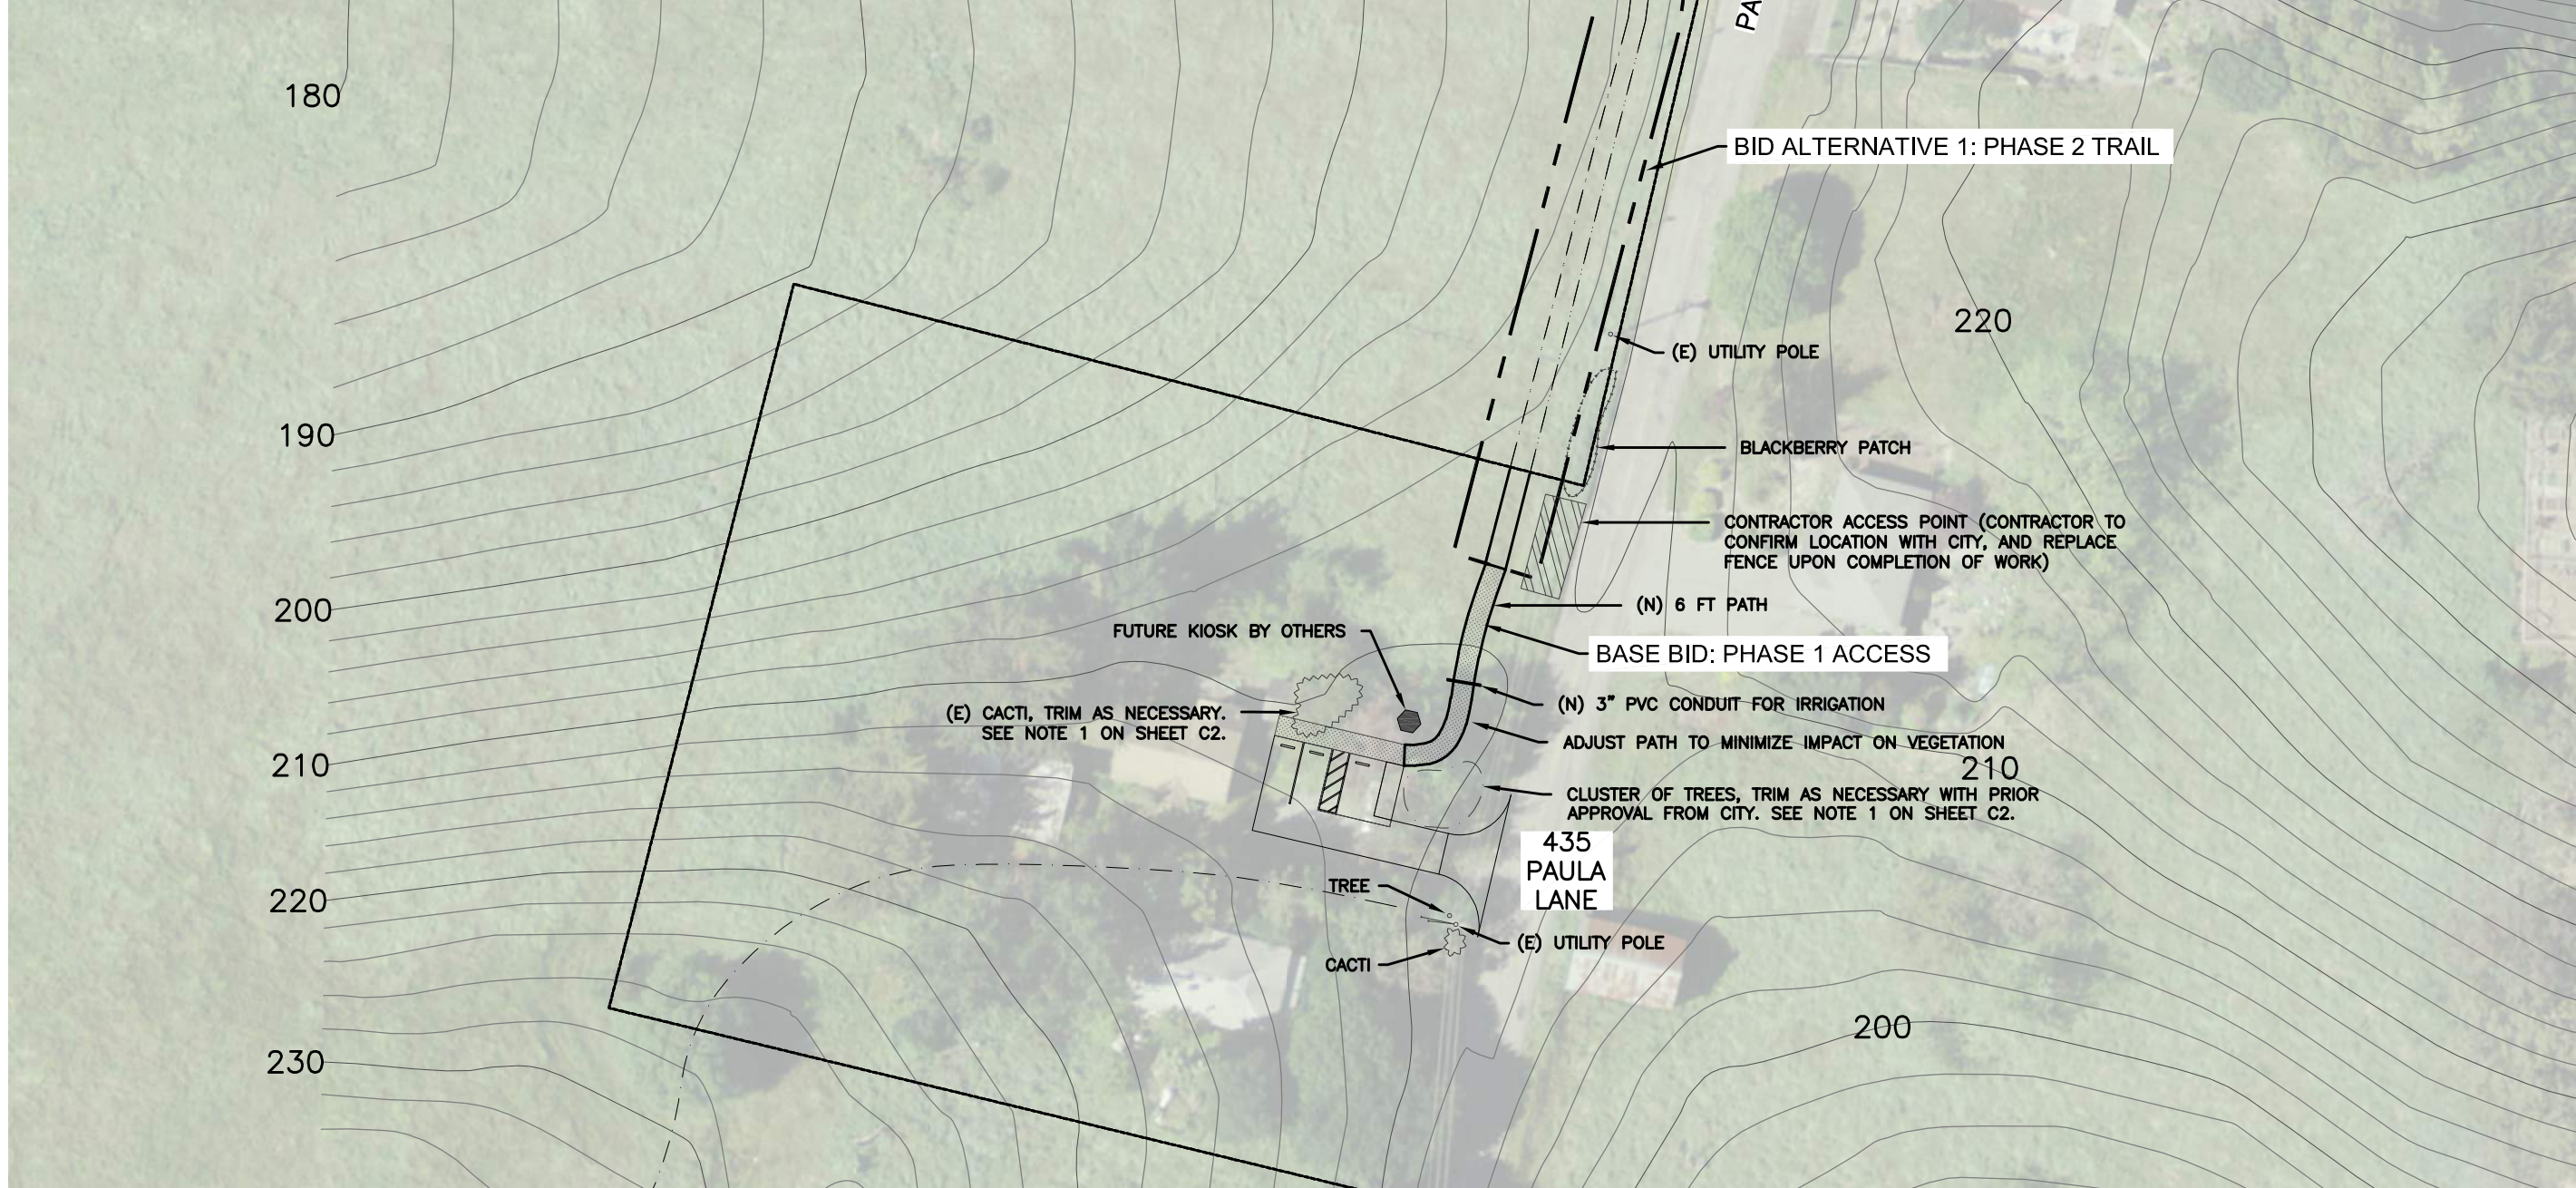 PA
180
BID ALTERNATIVE 1: PHASE 2 TRAIL
220
(E) UTILITY POLE
190
BLACKBERRY PATCH
CONTRACTOR ACCESS POINT (CONTRACTOR TO
CONFIRM LOCATION WITH CITY, AND REPLACE
FENCE UPON COMPLETION OF WORK)
200
(N) 6 FT PATH
FUTURE KIOSK BY OTHERS
BASE BID: PHASE 1 ACCESS
(N) 3" PVC CONDUIT FOR IRRIGATION
(E) CACTI, TRIM AS NECESSARY.
SEE NOTE 1 ON SHEET C2.
ADJUST PATH TO MINIMIZE IMPACT ON VEGETATION
210
210
CLUSTER OF TREES, TRIM AS NECESSARY WITH PRIOR
APPROVAL FROM CITY. SEE NOTE 1 ON SHEET C2.
435
PAULA
LANE
TREE
220
(E) UTILITY POLE
CACTI
200
230